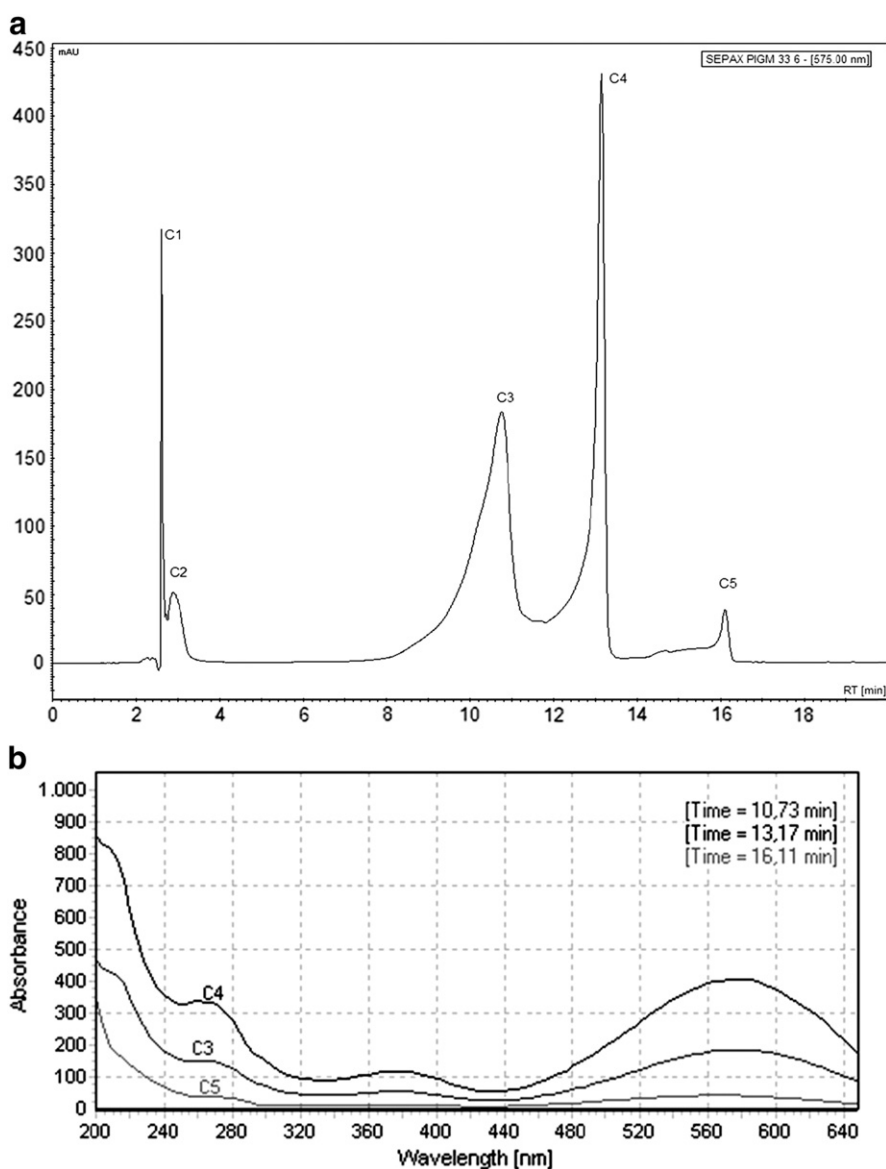 a
450
mAU
SEPAX PIGM 33 6 - [575.00 nm]
C4
400
350
C1
300
250
200
C3
150
100
C2
50
C5
0
RT [min]
0 2 4 6 8 10 12 14 16 18
b
1.000
[Time = 10,73 min]
900
[Time = 13,17 min]
800
[Time = 16,11 min]
700
600
Absorbance
500
400
C4
300
200
C3
100
C5
0
200 240 280 320 360 400 440 480 520 560 600 640
Wavelength [nm]